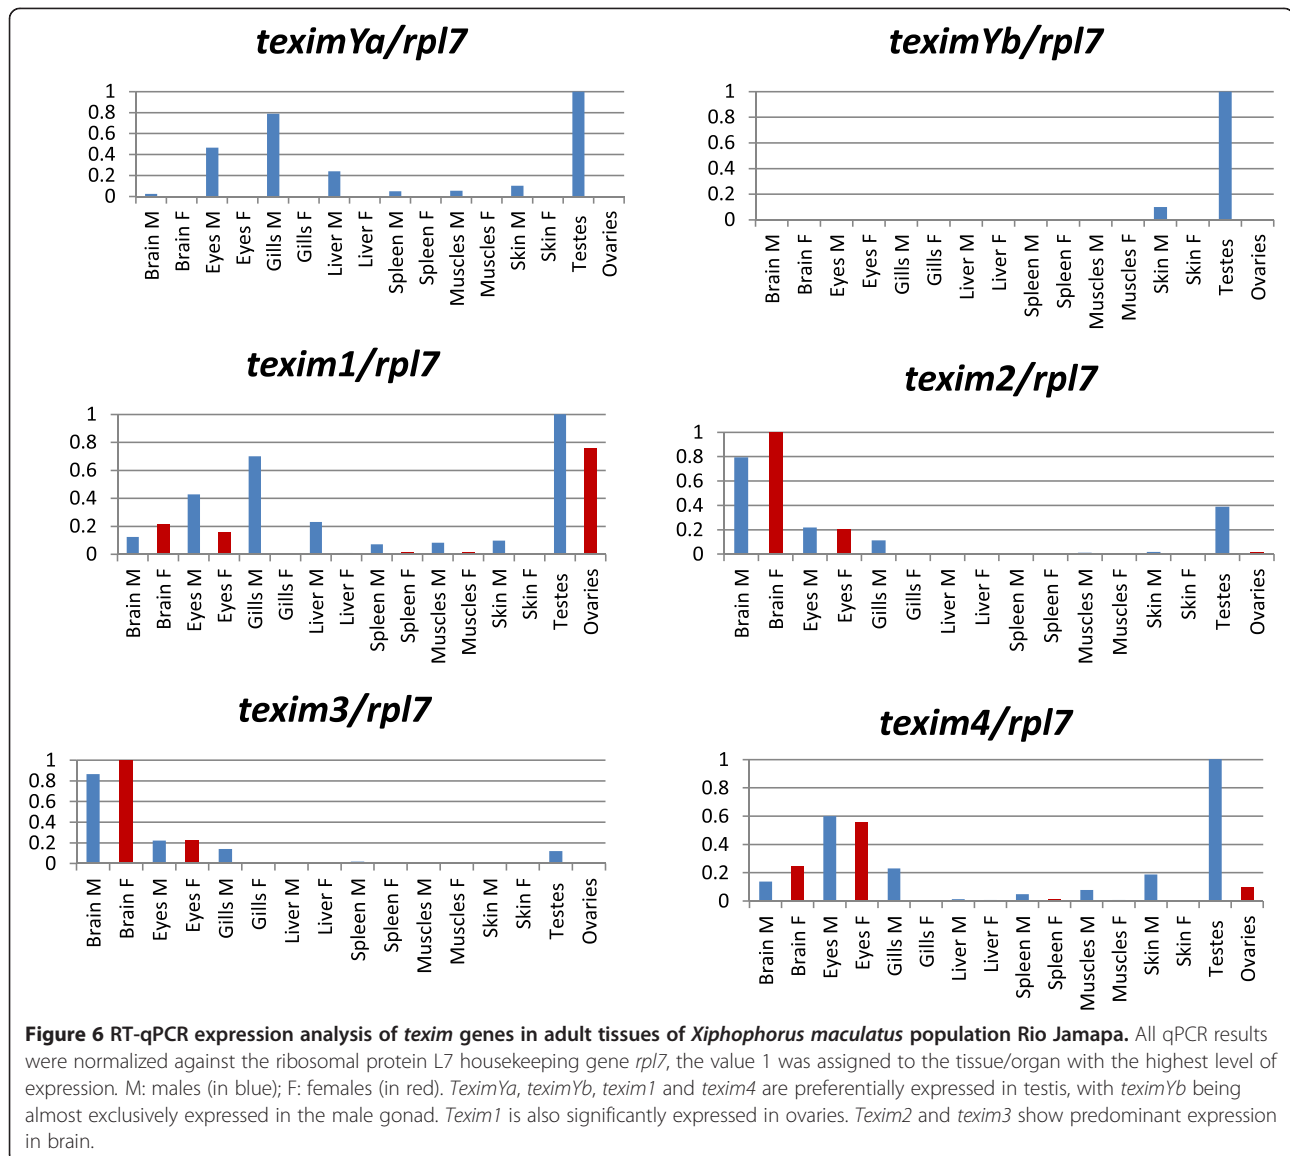 teximYa/rpl7
1
0.8
0.6
0.4
0.2
0
Brain M
Brain F
Eyes M
Eyes F
Gills M
Gills F
Liver M
Liver F
Spleen M
Spleen F
Muscles M
Muscles F
Skin M
Skin F
Testes
Ovaries
teximYb/rpl7
1
0.8
0.6
0.4
0.2
0
Brain M
Brain F
Eyes M
Eyes F
Gills M
Gills F
Liver M
Liver F
Spleen M
Spleen F
Muscles M
Muscles F
Skin M
Skin F
Testes
Ovaries
texim1/rpl7
1
0.8
0.6
0.4
0.2
0
Brain M
Brain F
Eyes M
Eyes F
Gills M
Gills F
Liver M
Liver F
Spleen M
Spleen F
Muscles M
Muscles F
Skin M
Skin F
Testes
Ovaries
texim2/rpl7
1
0.8
0.6
0.4
0.2
0
Brain M
Brain F
Eyes M
Eyes F
Gills M
Gills F
Liver M
Liver F
Spleen M
Spleen F
Muscles M
Muscles F
Skin M
Skin F
Testes
Ovaries
texim3/rpl7
1
0.8
0.6
0.4
0.2
0
Brain M
Brain F
Eyes M
Eyes F
Gills M
Gills F
Liver M
Liver F
Spleen M
Spleen F
Muscles M
Muscles F
Skin M
Skin F
Testes
Ovaries
texim4/rpl7
1
0.8
0.6
0.4
0.2
0
Brain M
Brain F
Eyes M
Eyes F
Gills M
Gills F
Liver M
Liver F
Spleen M
Spleen F
Muscles M
Muscles F
Skin M
Skin F
Testes
Ovaries
Figure 6 RT-qPCR expression analysis of texim genes in adult tissues of Xiphophorus maculatus population Rio Jamapa. All qPCR results
were normalized against the ribosomal protein L7 housekeeping gene rpl7, the value 1 was assigned to the tissue/organ with the highest level of
expression. M: males (in blue); F: females (in red). TeximYa, teximYb, texim1 and texim4 are preferentially expressed in testis, with teximYb being
almost exclusively expressed in the male gonad. Texim1 is also significantly expressed in ovaries. Texim2 and texim3 show predominant expression
in brain.